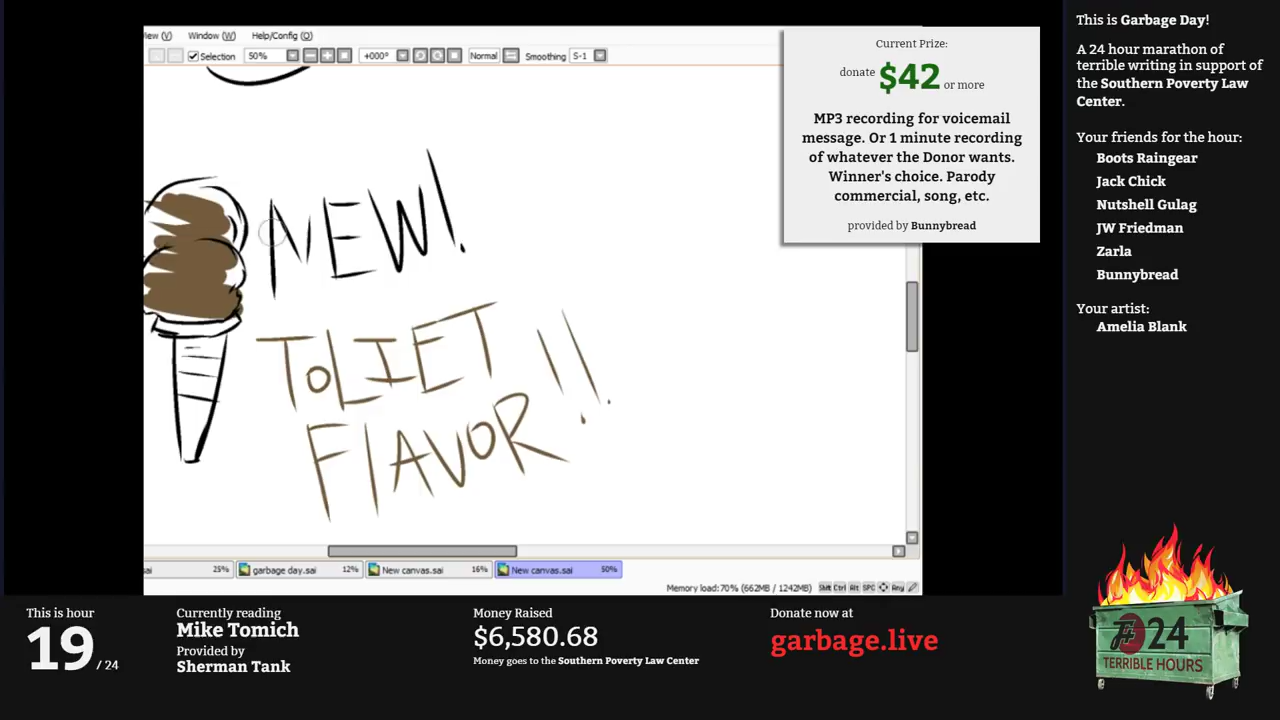 iew (V) Window (W) Help/Config (O)
Selection 50% +000° Normal Smoothing S-1
NEW!
ToLIET
FlAVOR!!
sai 25% garbage day.sai 12% New canvas.sai 16% New canvas.sai 50%
Memory load:70% (662MB / 1242MB) Shft Ctrl Alt SPC Any
Current Prize:
donate $42 or more
MP3 recording for voicemail
message. Or 1 minute recording
of whatever the Donor wants.
Winner's choice. Parody
commercial, song, etc.
provided by Bunnybread
This is Garbage Day!
A 24 hour marathon of
terrible writing in support of
the Southern Poverty Law
Center.
Your friends for the hour:
Boots Raingear
Jack Chick
Nutshell Gulag
JW Friedman
Zarla
Bunnybread
Your artist:
Amelia Blank
This is hour
19 / 24
Currently reading
Mike Tomich
Provided by
Sherman Tank
Money Raised
$6,580.68
Money goes to the Southern Poverty Law Center
Donate now at
garbage.live
24
TERRIBLE HOURS